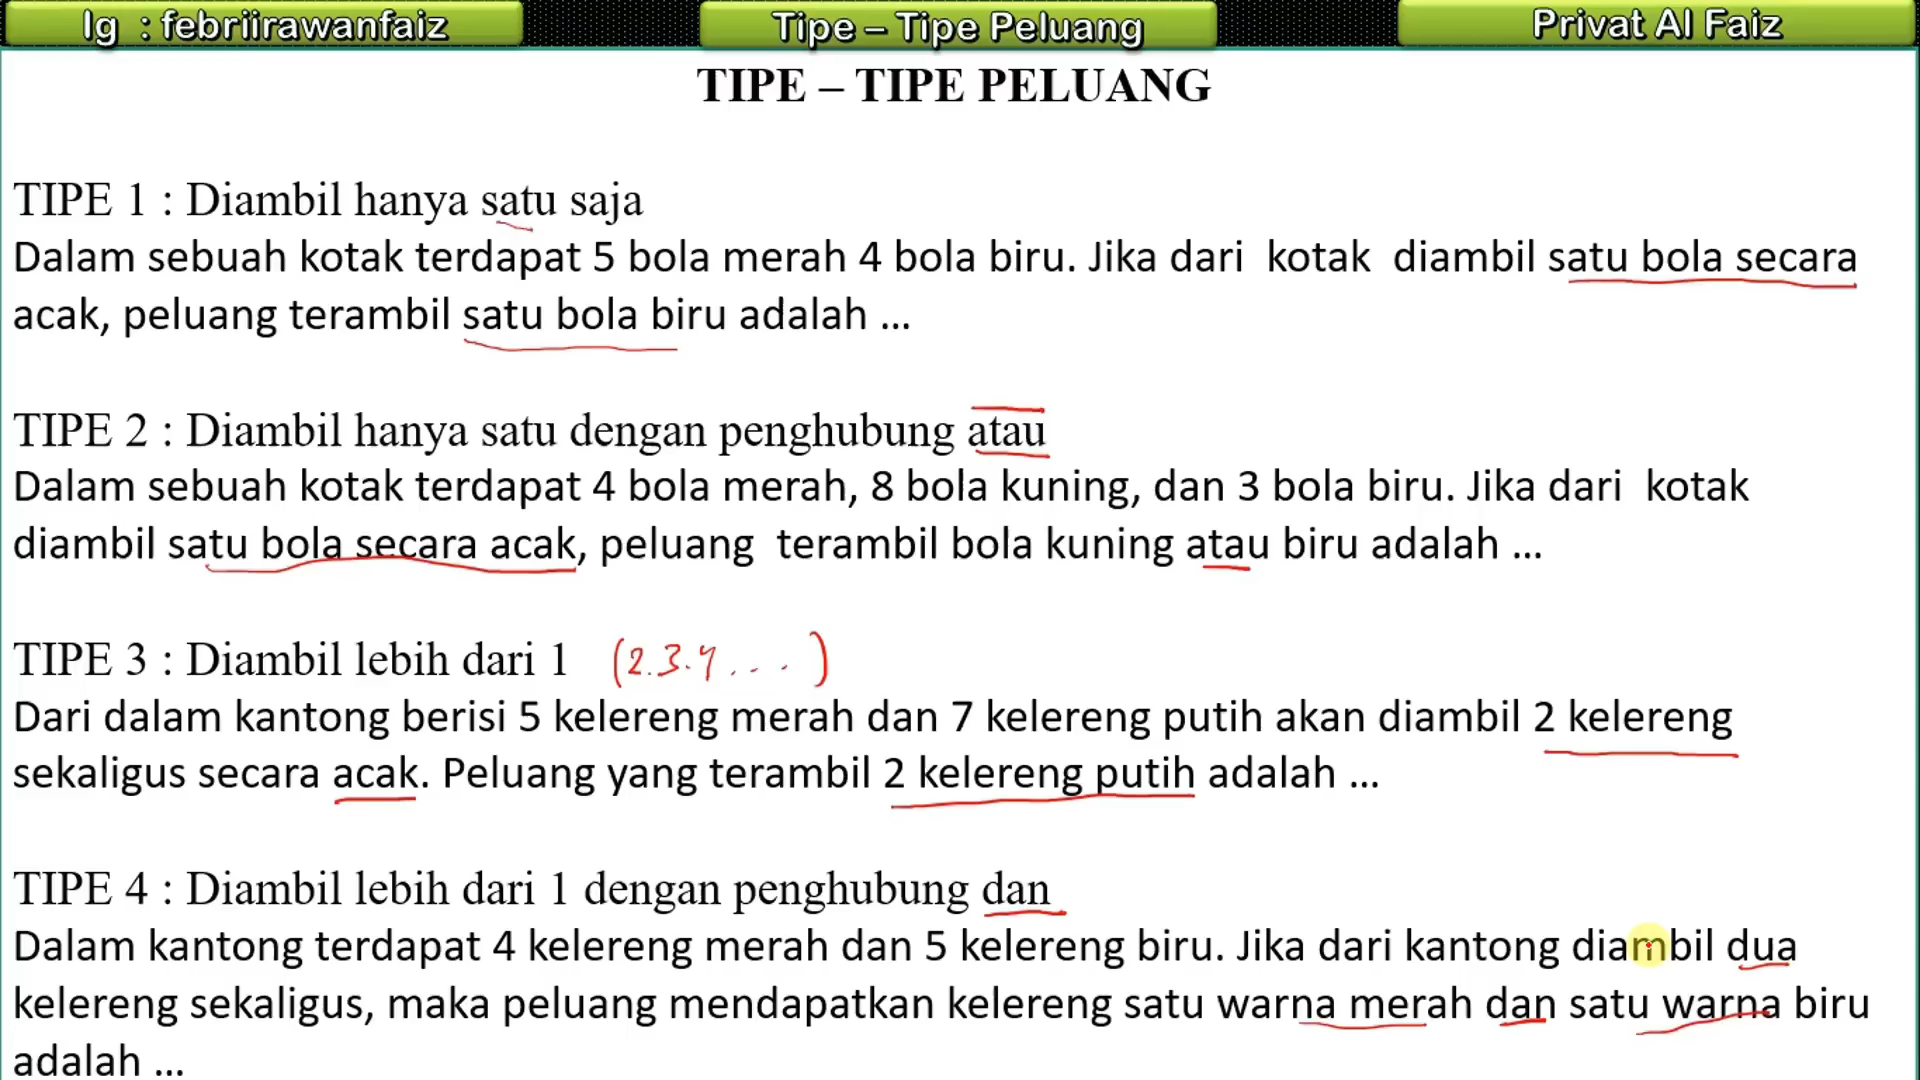 Ig : febriirawanfaiz
Tipe – Tipe Peluang
Privat Al Faiz
TIPE – TIPE PELUANG
TIPE 1 : Diambil hanya satu saja
Dalam sebuah kotak terdapat 5 bola merah 4 bola biru. Jika dari kotak diambil satu bola secara
acak, peluang terambil satu bola biru adalah ...
TIPE 2 : Diambil hanya satu dengan penghubung atau
Dalam sebuah kotak terdapat 4 bola merah, 8 bola kuning, dan 3 bola biru. Jika dari kotak
diambil satu bola secara acak, peluang terambil bola kuning atau biru adalah ...
TIPE 3 : Diambil lebih dari 1 (2.3.4...)
Dari dalam kantong berisi 5 kelereng merah dan 7 kelereng putih akan diambil 2 kelereng
sekaligus secara acak. Peluang yang terambil 2 kelereng putih adalah ...
TIPE 4 : Diambil lebih dari 1 dengan penghubung dan
Dalam kantong terdapat 4 kelereng merah dan 5 kelereng biru. Jika dari kantong diambil dua
kelereng sekaligus, maka peluang mendapatkan kelereng satu warna merah dan satu warna biru
adalah ...